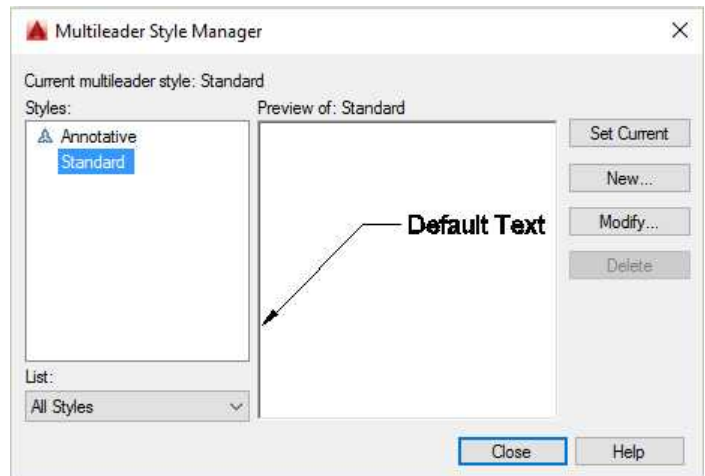 Multileader Style Manager
Current multileader style: Standard
Styles:
Preview of: Standard
Annotative
Standard
Default Text
Set Current
New...
Modify...
Delete
List:
All Styles
Close
Help